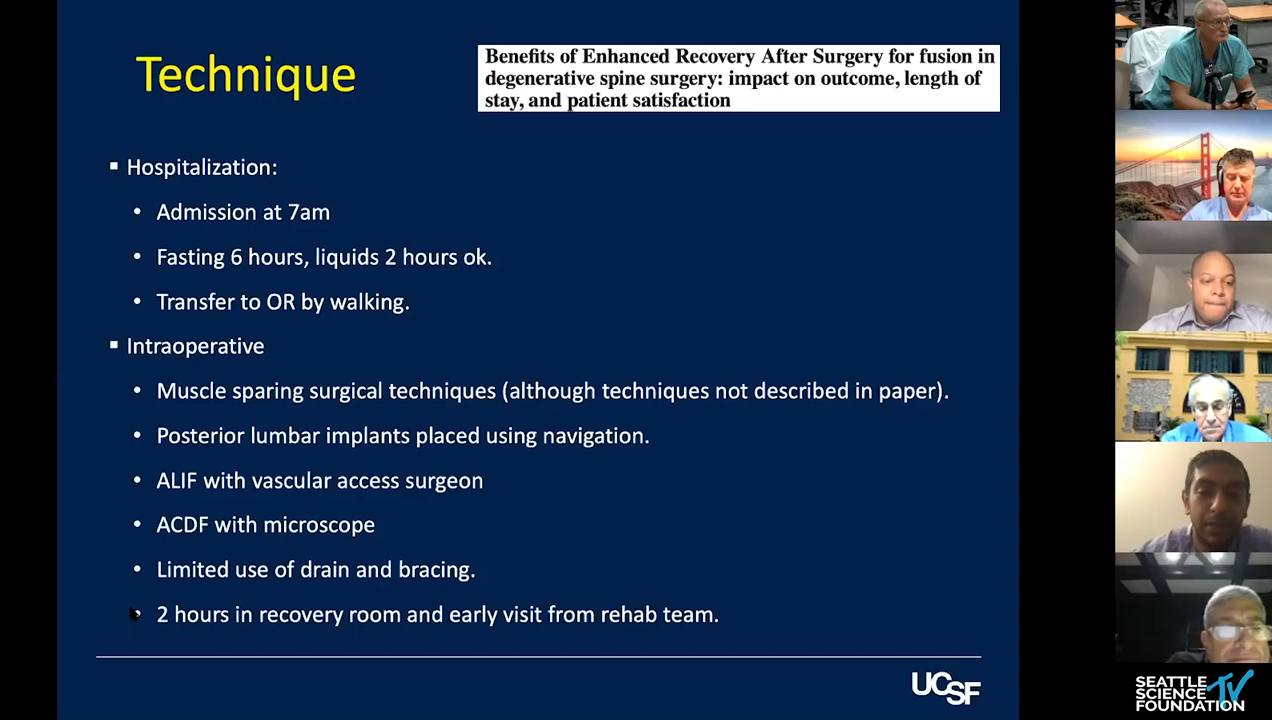 Technique
Benefits of Enhanced Recovery After Surgery for fusion in
degenerative spine surgery: impact on outcome, length of
stay, and patient satisfaction
Hospitalization:
Admission at 7am
Fasting 6 hours, liquids 2 hours ok.
Transfer to OR by walking.
Intraoperative
Muscle sparing surgical techniques (although techniques not described in paper).
Posterior lumbar implants placed using navigation.
ALIF with vascular access surgeon
ACDF with microscope
Limited use of drain and bracing.
2 hours in recovery room and early visit from rehab team.
UCSF
SEATTLE
SCIENCE
FOUNDATION
TV